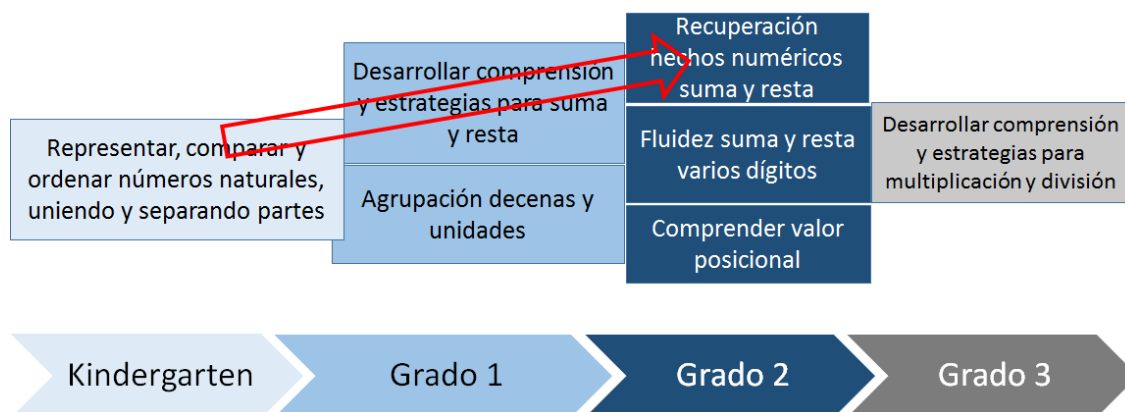 Representar, comparar y
ordenar números naturales,
uniendo y separando partes
Desarrollar comprensión
y estrategias para suma
y resta
Agrupación decenas y
unidades
Recuperación
hechos numéricos
suma y resta
Fluidez suma y resta
varios dígitos
Comprender valor
posicional
Desarrollar comprensión
y estrategias para
multiplicación y división
Kindergarten
Grado 1
Grado 2
Grado 3